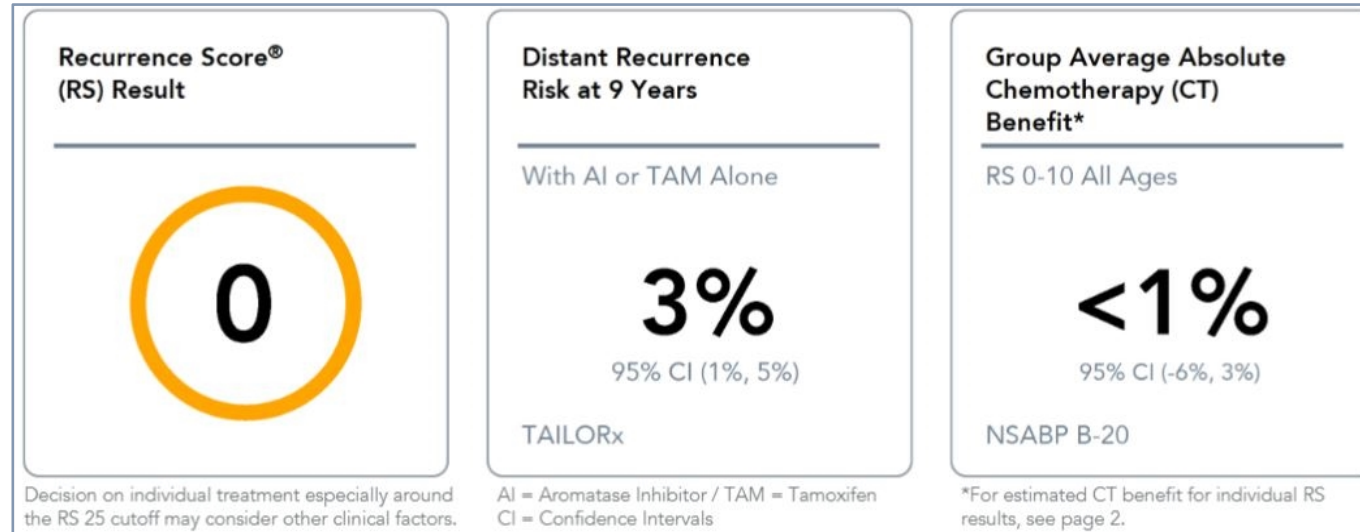 Recurrence Score®
(RS) Result
0
Decision on individual treatment especially around
the RS 25 cutoff may consider other clinical factors.
Distant Recurrence
Risk at 9 Years
With AI or TAM Alone
3%
95% CI (1%, 5%)
TAILORx
AI = Aromatase Inhibitor / TAM = Tamoxifen
CI = Confidence Intervals
Group Average Absolute
Chemotherapy (CT)
Benefit*
RS 0-10 All Ages
<1%
95% CI (-6%, 3%)
NSABP B-20
*For estimated CT benefit for individual RS
results, see page 2.